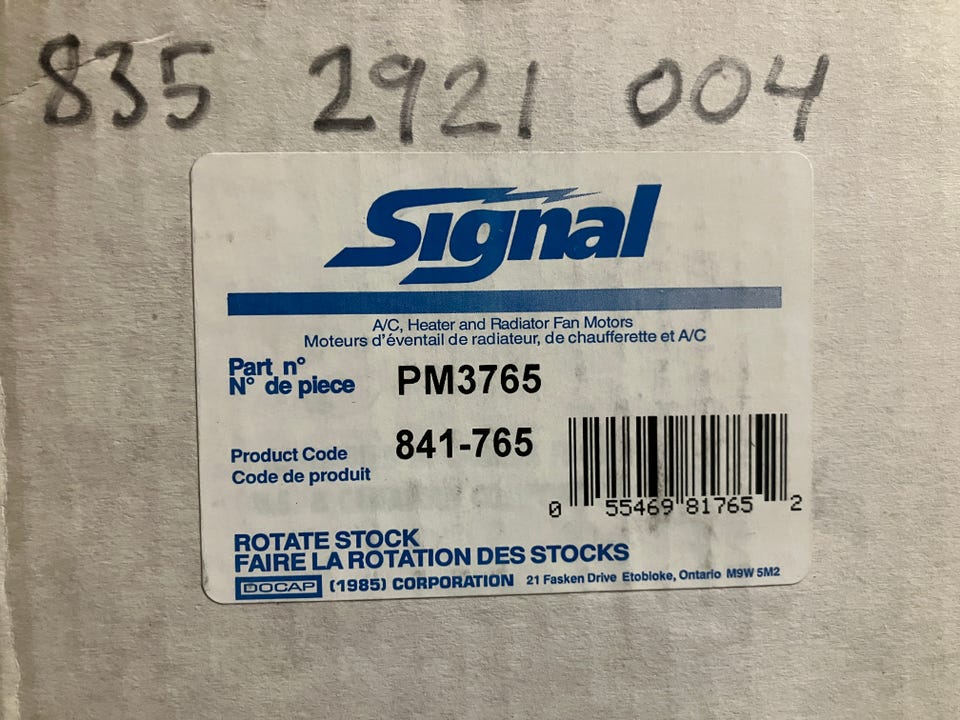 835 2921 004
Signal
A/C, Heater and Radiator Fan Motors
Moteurs d'éventail de radiateur, de chaufferette et A/C
Part n°
N° de piece PM3765
Product Code 841-765
Code de produit
0 55469 81765 2
ROTATE STOCK
FAIRE LA ROTATION DES STOCKS
DOCAP (1985) CORPORATION 21 Fasken Drive Etobloke, Ontario M9W 5M2